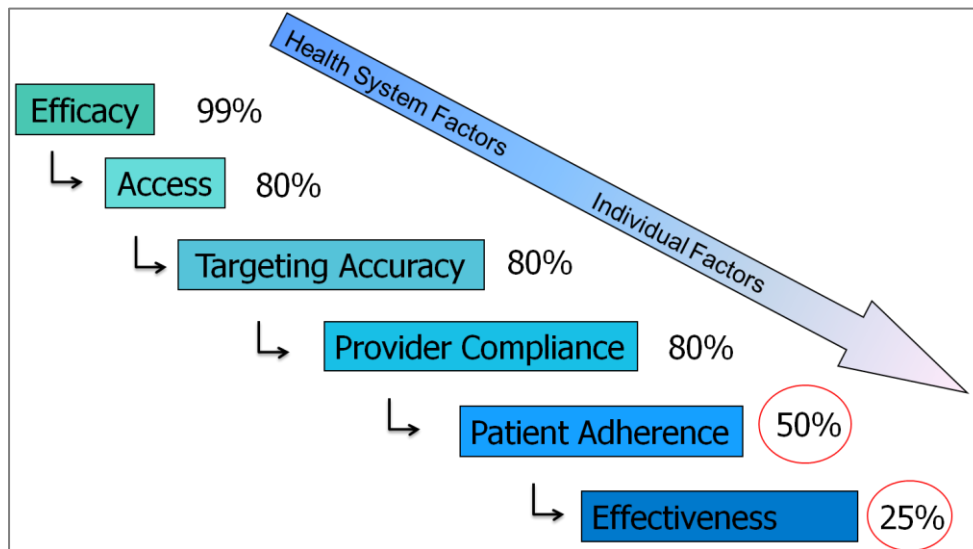 Health System Factors
Individual Factors
Efficacy 99%
Access 80%
Targeting Accuracy 80%
Provider Compliance 80%
Patient Adherence 50%
Effectiveness 25%